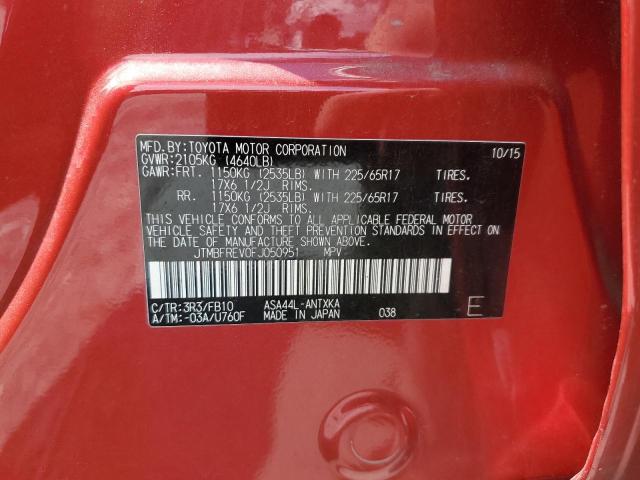 MFD.BY:TOYOTA MOTOR CORPORATION 10/15
GVWR:2105KG (4640LB)
GAWR:FRT. 1150KG (2535LB) WITH 225/65R17 TIRES.
17X6 1/2J RIMS.
RR. 1150KG (2535LB) WITH 225/65R17 TIRES.
17X6 1/2J RIMS.
THIS VEHICLE CONFORMS TO ALL APPLICABLE FEDERAL MOTOR
VEHICLE SAFETY AND THEFT PREVENTION STANDARDS IN EFFECT
ON THE DATE OF MANUFACTURE SHOWN ABOVE.
JTMBFREV0FJ050951 MPV
C/TR:3R3/FB10 ASA44L-ANTXKA
A/TM:-03A/U760F MADE IN JAPAN 038 E